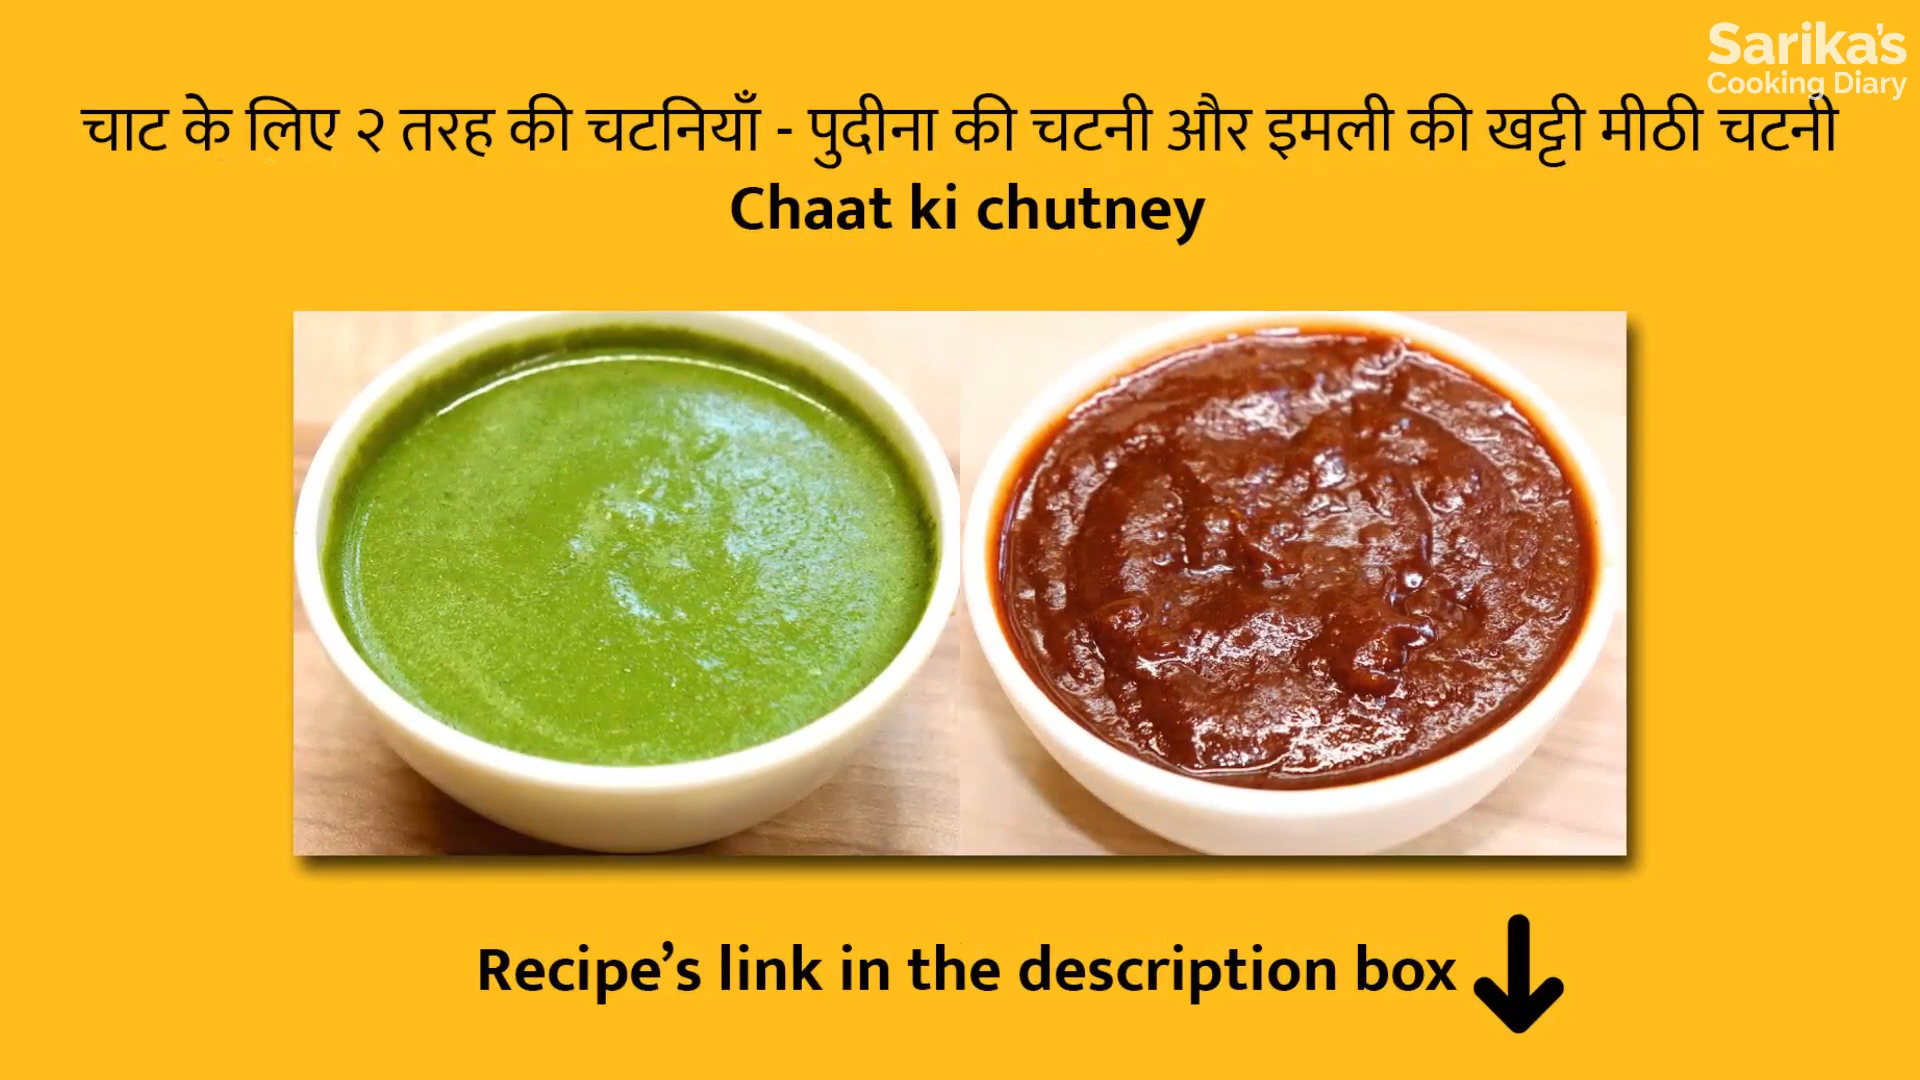 Sarika's
Cooking Diary
चाट के लिए २ तरह की चटनियाँ - पुदीना की चटनी और इमली की खट्टी मीठी चटनी
Chaat ki chutney
Recipe’s link in the description box